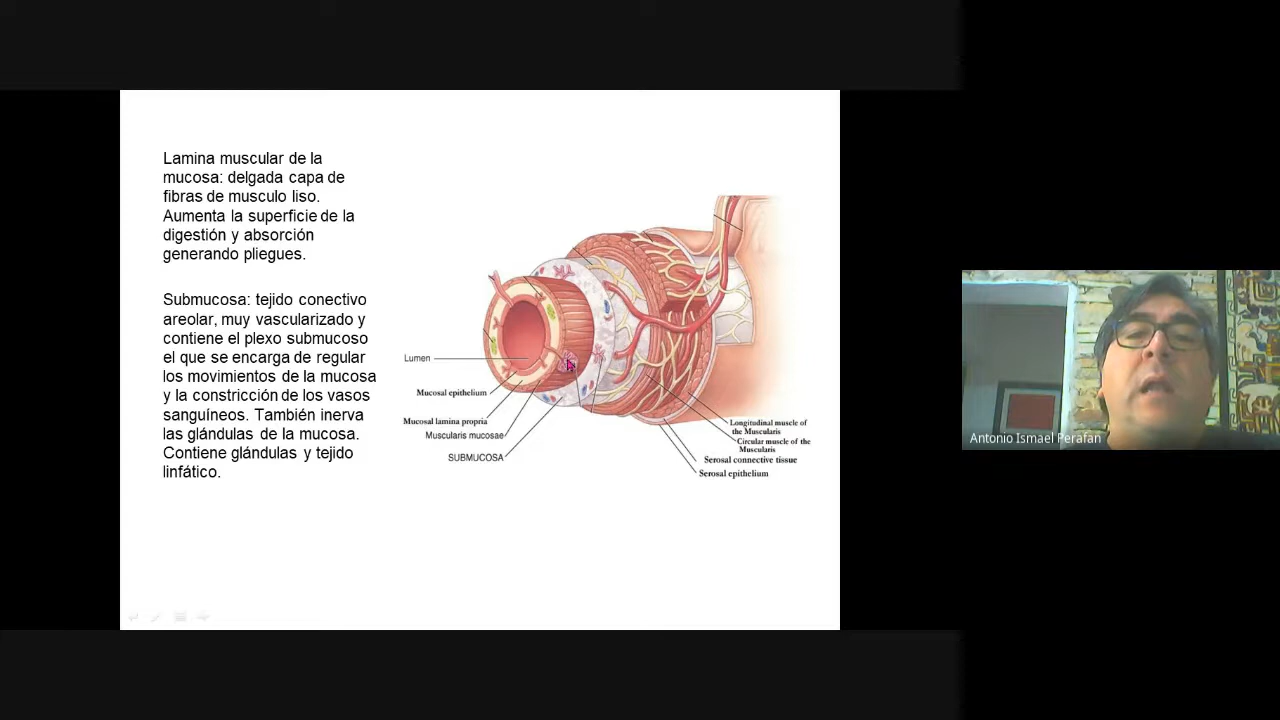 Lamina muscular de la
mucosa: delgada capa de
fibras de musculo liso.
Aumenta la superficie de la
digestión y absorción
generando pliegues.
Submucosa: tejido conectivo
areolar, muy vascularizado y
contiene el plexo submucoso
el que se encarga de regular
los movimientos de la mucosa
y la constricción de los vasos
sanguíneos. También inerva
las glándulas de la mucosa.
Contiene glándulas y tejido
linfático.
Lumen
Mucosal epithelium
Mucosal lamina propria
Muscularis mucosae
SUBMUCOSA
Longitudinal muscle of
the Muscularis
Circular muscle of the
Muscularis
Serosal connective tissue
Serosal epithelium
Antonio Ismael Perafan